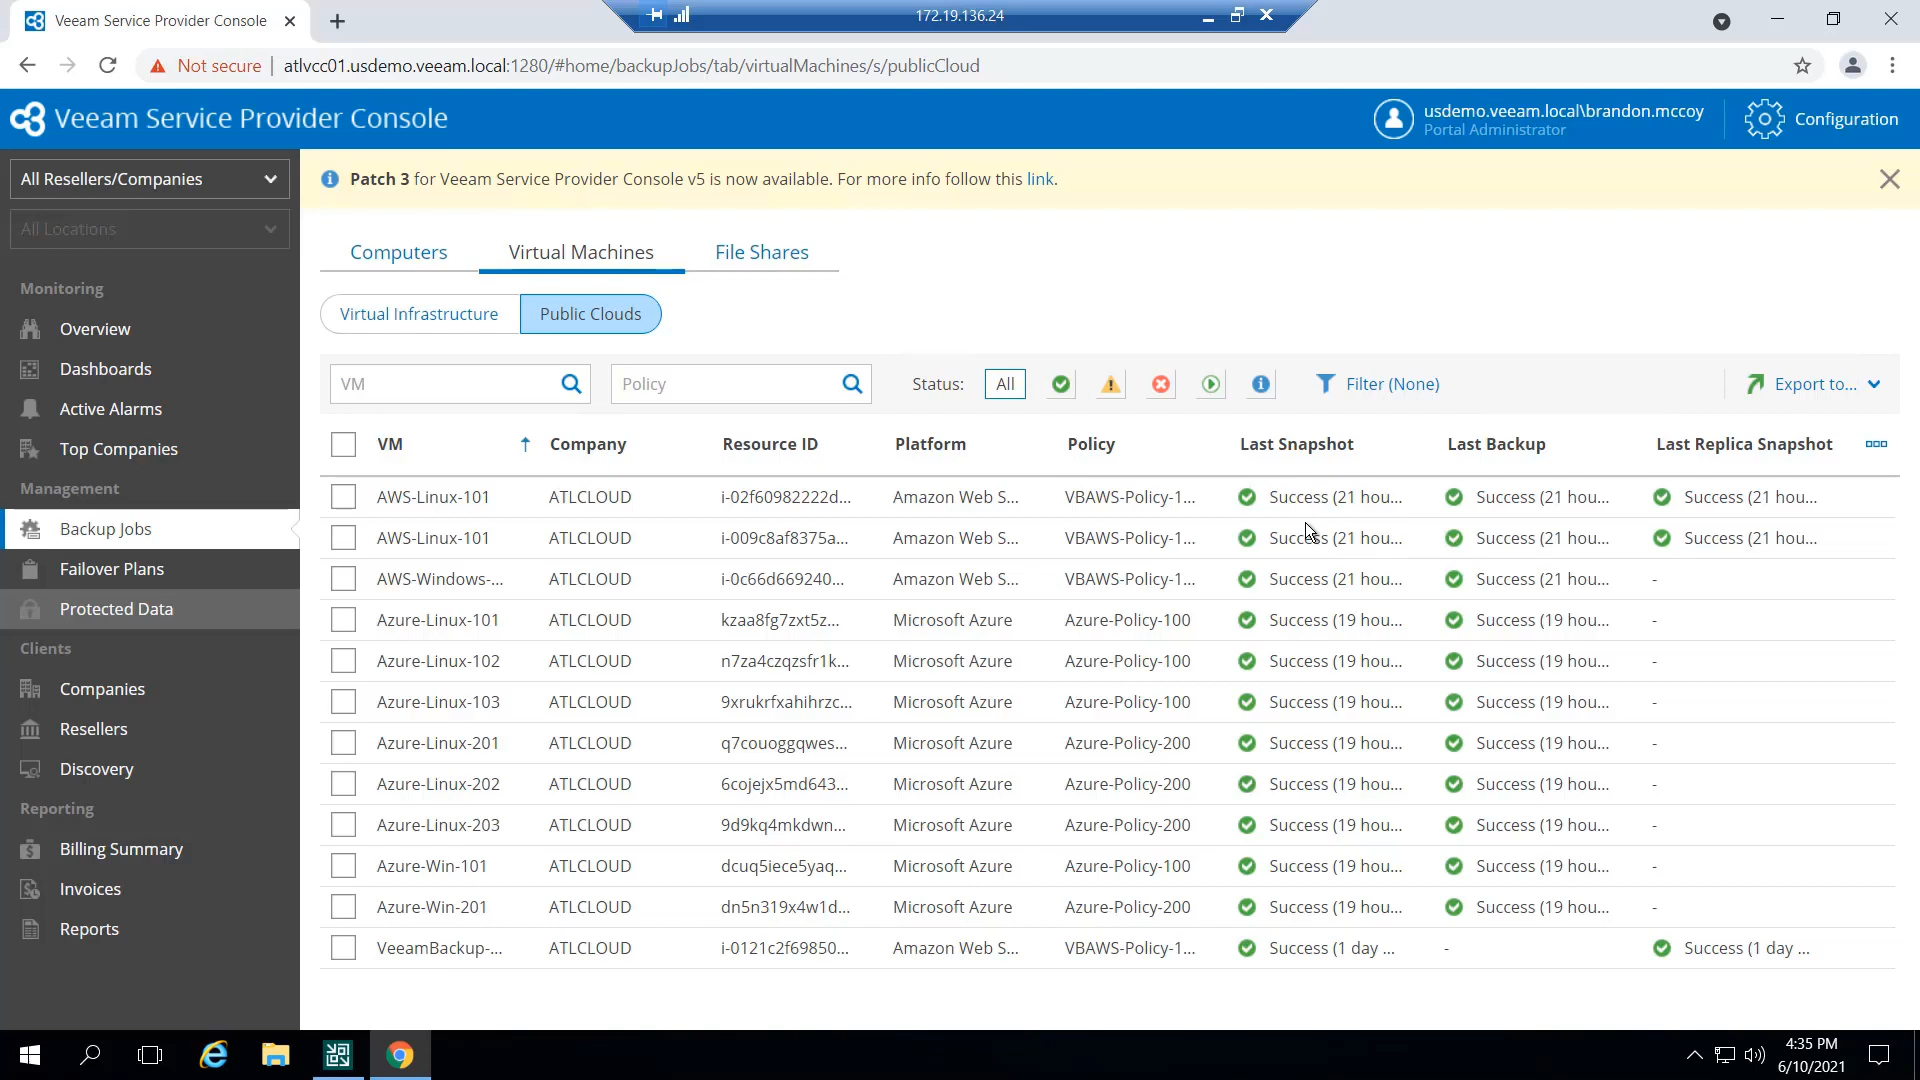 Veeam Service Provider Console
172.19.136.24
Not secure
atlvcc01.usdemo.veeam.local:1280/#home/backupJobs/tab/virtualMachines/s/publicCloud
Veeam Service Provider Console
usdemo.veeam.local\brandon.mccoy
Portal Administrator
Configuration
All Resellers/Companies
All Locations
Monitoring
Overview
Dashboards
Active Alarms
Top Companies
Management
Backup Jobs
Failover Plans
Protected Data
Clients
Companies
Resellers
Discovery
Reporting
Billing Summary
Invoices
Reports
Patch 3 for Veeam Service Provider Console v5 is now available. For more info follow this link.
Computers Virtual Machines File Shares
Virtual Infrastructure Public Clouds
VM Policy Status: All Filter (None) Export to...
VM Company Resource ID Platform Policy Last Snapshot Last Backup Last Replica Snapshot
AWS-Linux-101 ATLCLOUD i-02f60982222d... Amazon Web S... VBAWS-Policy-1... Success (21 hou... Success (21 hou... Success (21 hou...
AWS-Linux-101 ATLCLOUD i-009c8af8375a... Amazon Web S... VBAWS-Policy-1... Success (21 hou... Success (21 hou... Success (21 hou...
AWS-Windows-... ATLCLOUD i-0c66d669240... Amazon Web S... VBAWS-Policy-1... Success (21 hou... Success (21 hou... -
Azure-Linux-101 ATLCLOUD kzaa8fg7zxt5z... Microsoft Azure Azure-Policy-100 Success (19 hou... Success (19 hou... -
Azure-Linux-102 ATLCLOUD n7za4czqzsfr1k... Microsoft Azure Azure-Policy-100 Success (19 hou... Success (19 hou... -
Azure-Linux-103 ATLCLOUD 9xrukrfxahihrzc... Microsoft Azure Azure-Policy-100 Success (19 hou... Success (19 hou... -
Azure-Linux-201 ATLCLOUD q7couoggqwes... Microsoft Azure Azure-Policy-200 Success (19 hou... Success (19 hou... -
Azure-Linux-202 ATLCLOUD 6cojejx5md643... Microsoft Azure Azure-Policy-200 Success (19 hou... Success (19 hou... -
Azure-Linux-203 ATLCLOUD 9d9kq4mkdwn... Microsoft Azure Azure-Policy-200 Success (19 hou... Success (19 hou... -
Azure-Win-101 ATLCLOUD dcuq5iece5yaq... Microsoft Azure Azure-Policy-100 Success (19 hou... Success (19 hou... -
Azure-Win-201 ATLCLOUD dn5n319x4w1d... Microsoft Azure Azure-Policy-200 Success (19 hou... Success (19 hou... -
VeeamBackup-... ATLCLOUD i-0121c2f69850... Amazon Web S... VBAWS-Policy-1... Success (1 day ... - Success (1 day ...
4:35 PM
6/10/2021